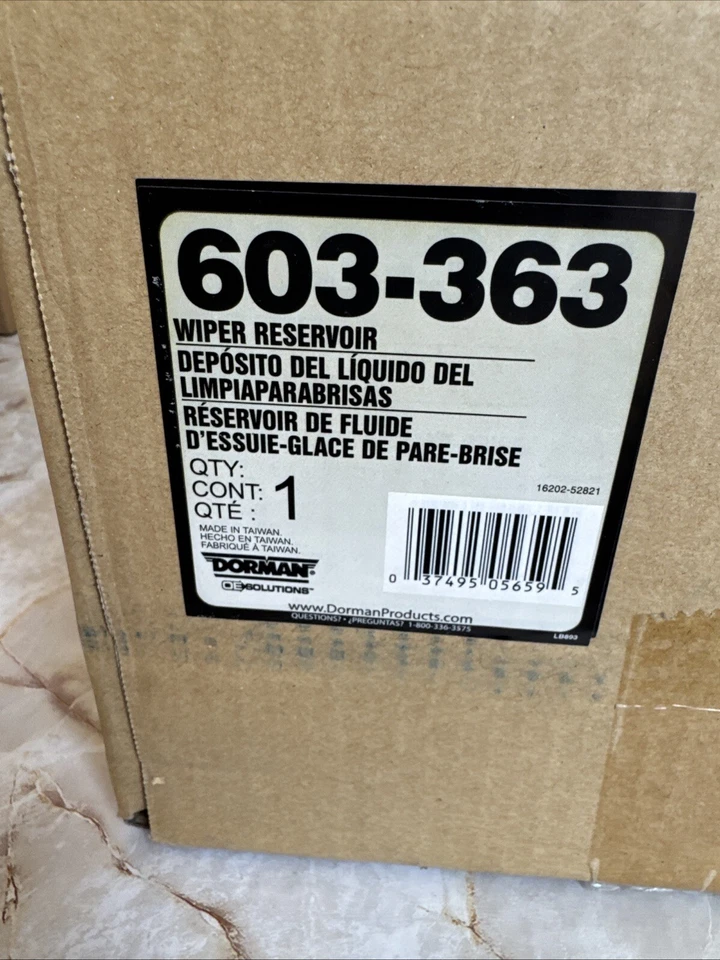 603-363
WIPER RESERVOIR
DEPÓSITO DEL LÍQUIDO DEL
LIMPIAPARABRISAS
RÉSERVOIR DE FLUIDE
D'ESSUIE-GLACE DE PARE-BRISE
QTY:
CONT: 1
QTÉ :
16202-52821
MADE IN TAIWAN.
HECHO EN TAIWAN.
FABRIQUÉ À TAIWAN.
DORMAN®
OE SOLUTIONS™
0 37495 05659 5
www.DormanProducts.com
QUESTIONS? • ¿PREGUNTAS? 1-800-336-3575
LB693